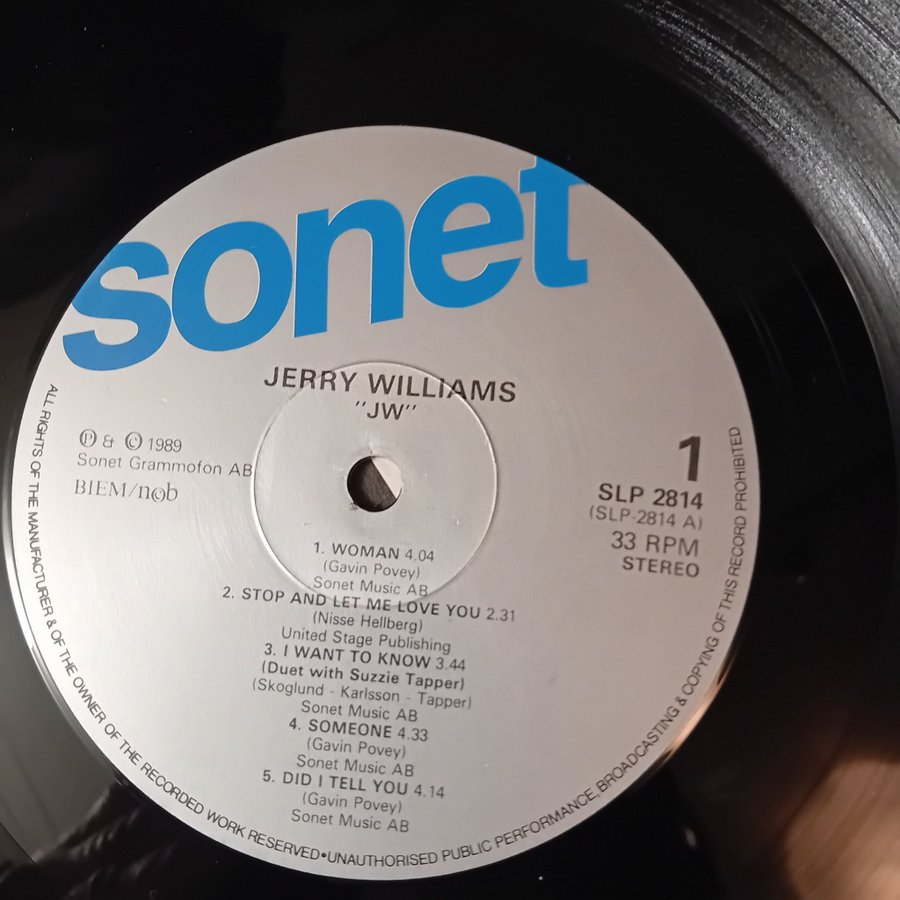 sonet
JERRY WILLIAMS
"JW"
Ⓟ & © 1989
Sonet Grammofon AB
BIEM/ncb
1
SLP 2814
(SLP-2814 A)
33 RPM
STEREO
1. WOMAN 4.04
(Gavin Povey)
Sonet Music AB
2. STOP AND LET ME LOVE YOU 2.31
(Nisse Hellberg)
United Stage Publishing
3. I WANT TO KNOW 3.44
(Duet with Suzzie Tapper)
(Skoglund - Karlsson - Tapper)
Sonet Music AB
4. SOMEONE 4.33
(Gavin Povey)
Sonet Music AB
5. DID I TELL YOU 4.14
(Gavin Povey)
Sonet Music AB
ALL RIGHTS OF THE MANUFACTURER & OF THE OWNER OF THE RECORDED WORK RESERVED•UNAUTHORISED PUBLIC PERFORMANCE, BROADCASTING & COPYING OF THIS RECORD PROHIBITED